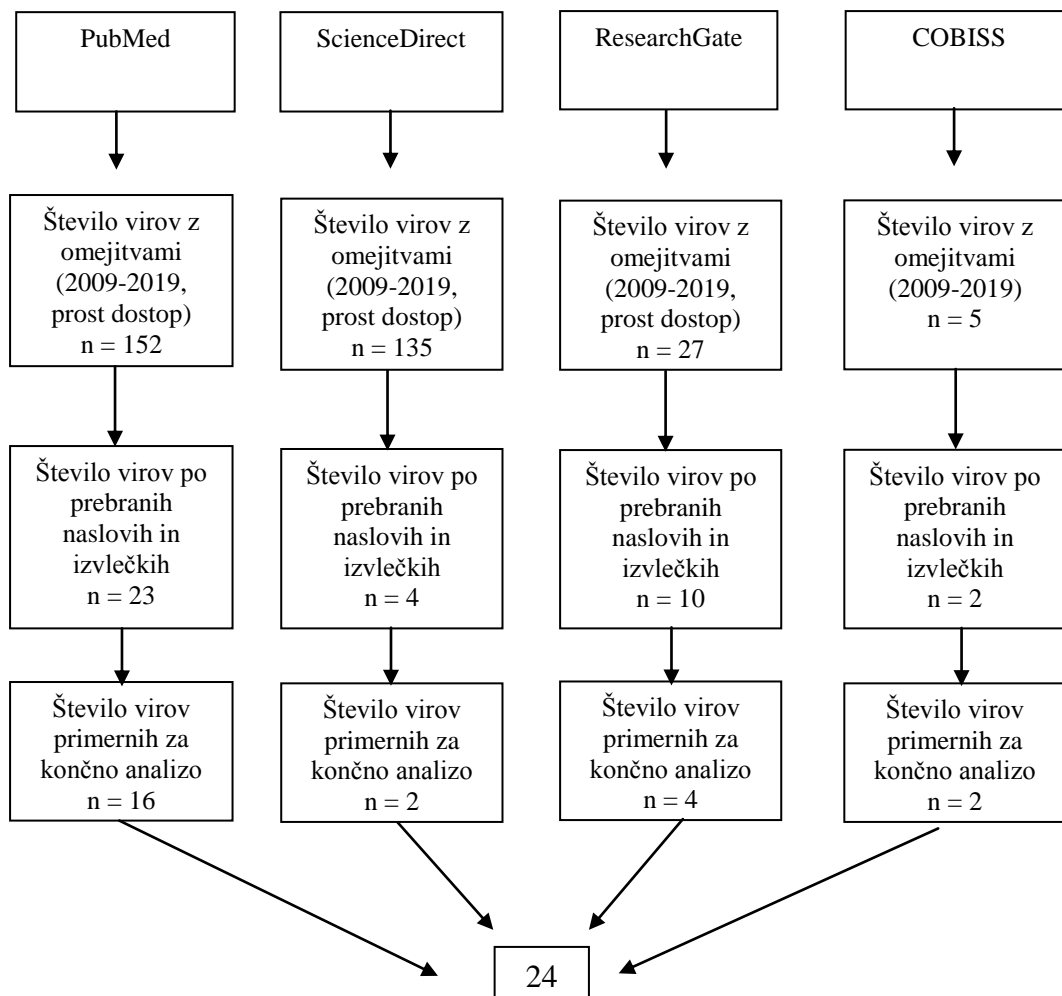 PubMed
ScienceDirect
ResearchGate
COBISS
Število virov z
omejitvami
(2009-2019,
prost dostop)
n = 152
Število virov z
omejitvami
(2009-2019,
prost dostop)
n = 135
Število virov z
omejitvami
(2009-2019,
prost dostop)
n = 27
Število virov z
omejitvami
(2009-2019)
n = 5
Število virov po
prebranih
naslovih in
izvlečkih
n = 23
Število virov po
prebranih
naslovih in
izvlečkih
n = 4
Število virov po
prebranih
naslovih in
izvlečkih
n = 10
Število virov po
prebranih
naslovih in
izvlečkih
n = 2
Število virov
primernih za
končno analizo
n = 16
Število virov
primernih za
končno analizo
n = 2
Število virov
primernih za
končno analizo
n = 4
Število virov
primernih za
končno analizo
n = 2
24